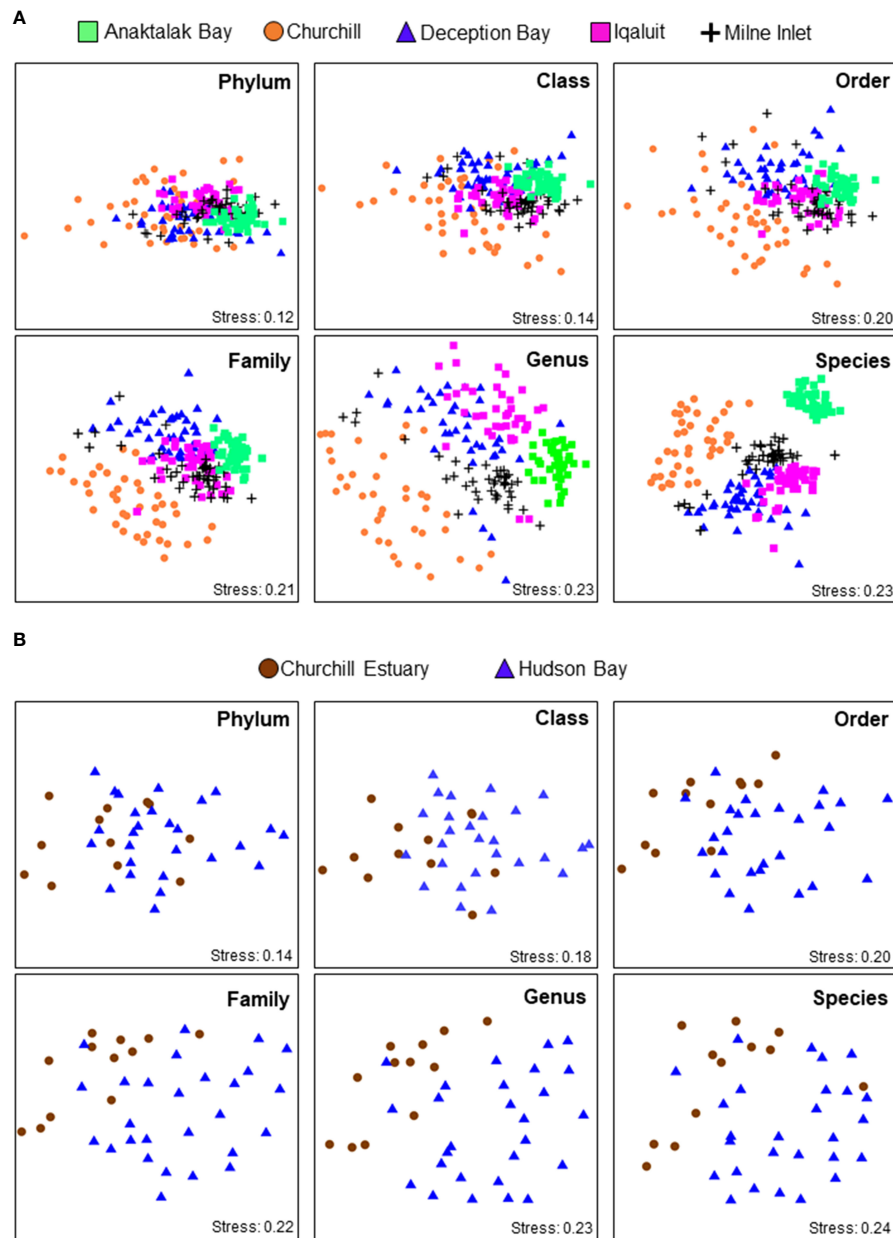 A
Anaktalak Bay Churchill Deception Bay Iqaluit Milne Inlet
Phylum Class Order
Stress: 0.12 Stress: 0.14 Stress: 0.20
Family Genus Species
Stress: 0.21 Stress: 0.23 Stress: 0.23
B
Churchill Estuary Hudson Bay
Phylum Class Order
Stress: 0.14 Stress: 0.18 Stress: 0.20
Family Genus Species
Stress: 0.22 Stress: 0.23 Stress: 0.24